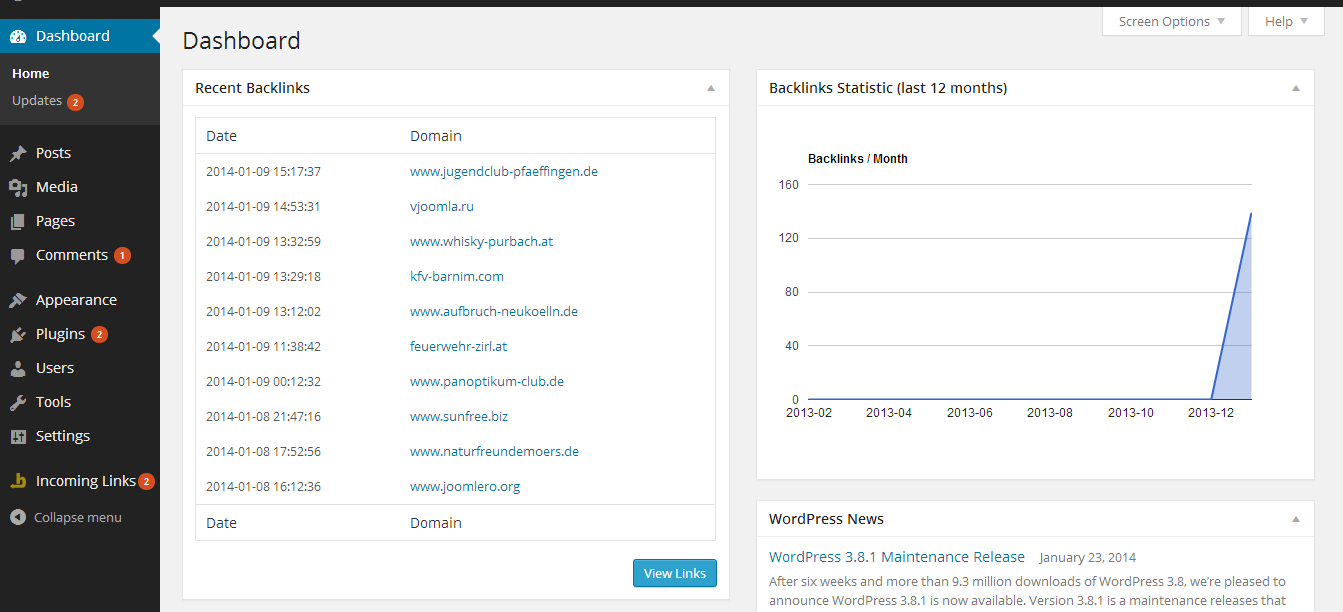 Dashboard
Home
Updates 2
Posts
Media
Pages
Comments 1
Appearance
Plugins 2
Users
Tools
Settings
Incoming Links 2
Collapse menu
Screen Options
Help
Dashboard
Recent Backlinks
Date Domain
2014-01-09 15:17:37 www.jugendclub-pfaeffingen.de
2014-01-09 14:53:31 vjoomla.ru
2014-01-09 13:32:59 www.whisky-purbach.at
2014-01-09 13:29:18 kfv-barnim.com
2014-01-09 13:12:02 www.aufbruch-neukoelln.de
2014-01-09 11:38:42 feuerwehr-zirl.at
2014-01-09 00:12:32 www.panoptikum-club.de
2014-01-08 21:47:16 www.sunfree.biz
2014-01-08 17:52:56 www.naturfreundemoers.de
2014-01-08 16:12:36 www.joomlero.org
Date Domain
View Links
Backlinks Statistic (last 12 months)
Backlinks / Month
160
120
80
40
0
2013-02 2013-04 2013-06 2013-08 2013-10 2013-12
WordPress News
WordPress 3.8.1 Maintenance Release January 23, 2014
After six weeks and more than 9.3 million downloads of WordPress 3.8, we’re pleased to
announce WordPress 3.8.1 is now available. Version 3.8.1 is a maintenance releases that